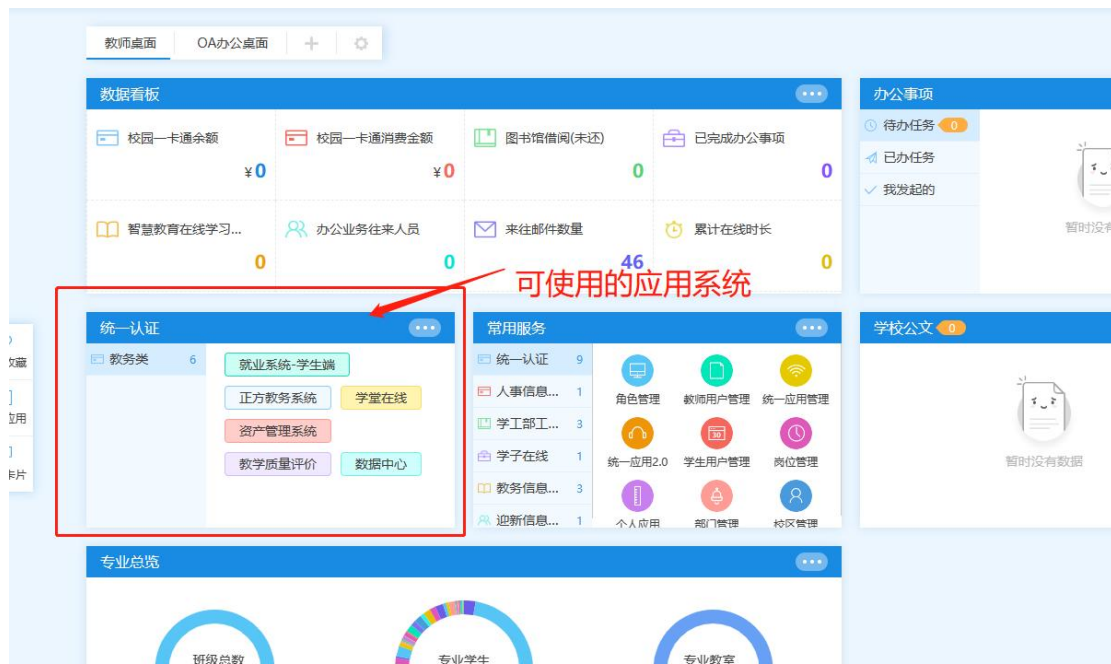 教师桌面 OA办公桌面
数据看板
校园一卡通余额
¥0
校园一卡通消费金额
¥0
图书馆借阅(未还)
0
已完成办公事项
0
智慧教育在线学习...
0
办公业务往来人员
0
来往邮件数量
46
累计在线时长
0
可使用的应用系统
办公事项
待办任务 0
已办任务
我发起的
暂时没有
统一认证
教务类 6
就业系统-学生端
正方教务系统 学堂在线
资产管理系统
教学质量评价 数据中心
常用服务
统一认证 9
人事信息... 1
学工部工... 3
学子在线 1
教务信息... 3
迎新信息... 1
角色管理 教师用户管理 统一应用管理
30
统一应用2.0 学生用户管理 岗位管理
个人应用 部门管理 校区管理
学校公文 0
暂时没有数据
收藏
应用
卡片
专业总览
班级总数
专业学生
专业教室